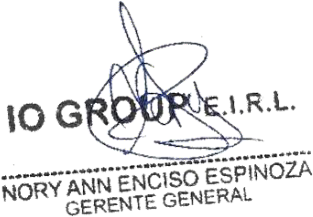 IO GROUP E.I.R.L.
NORY ANN ENCISO ESPINOZA
GERENTE GENERAL